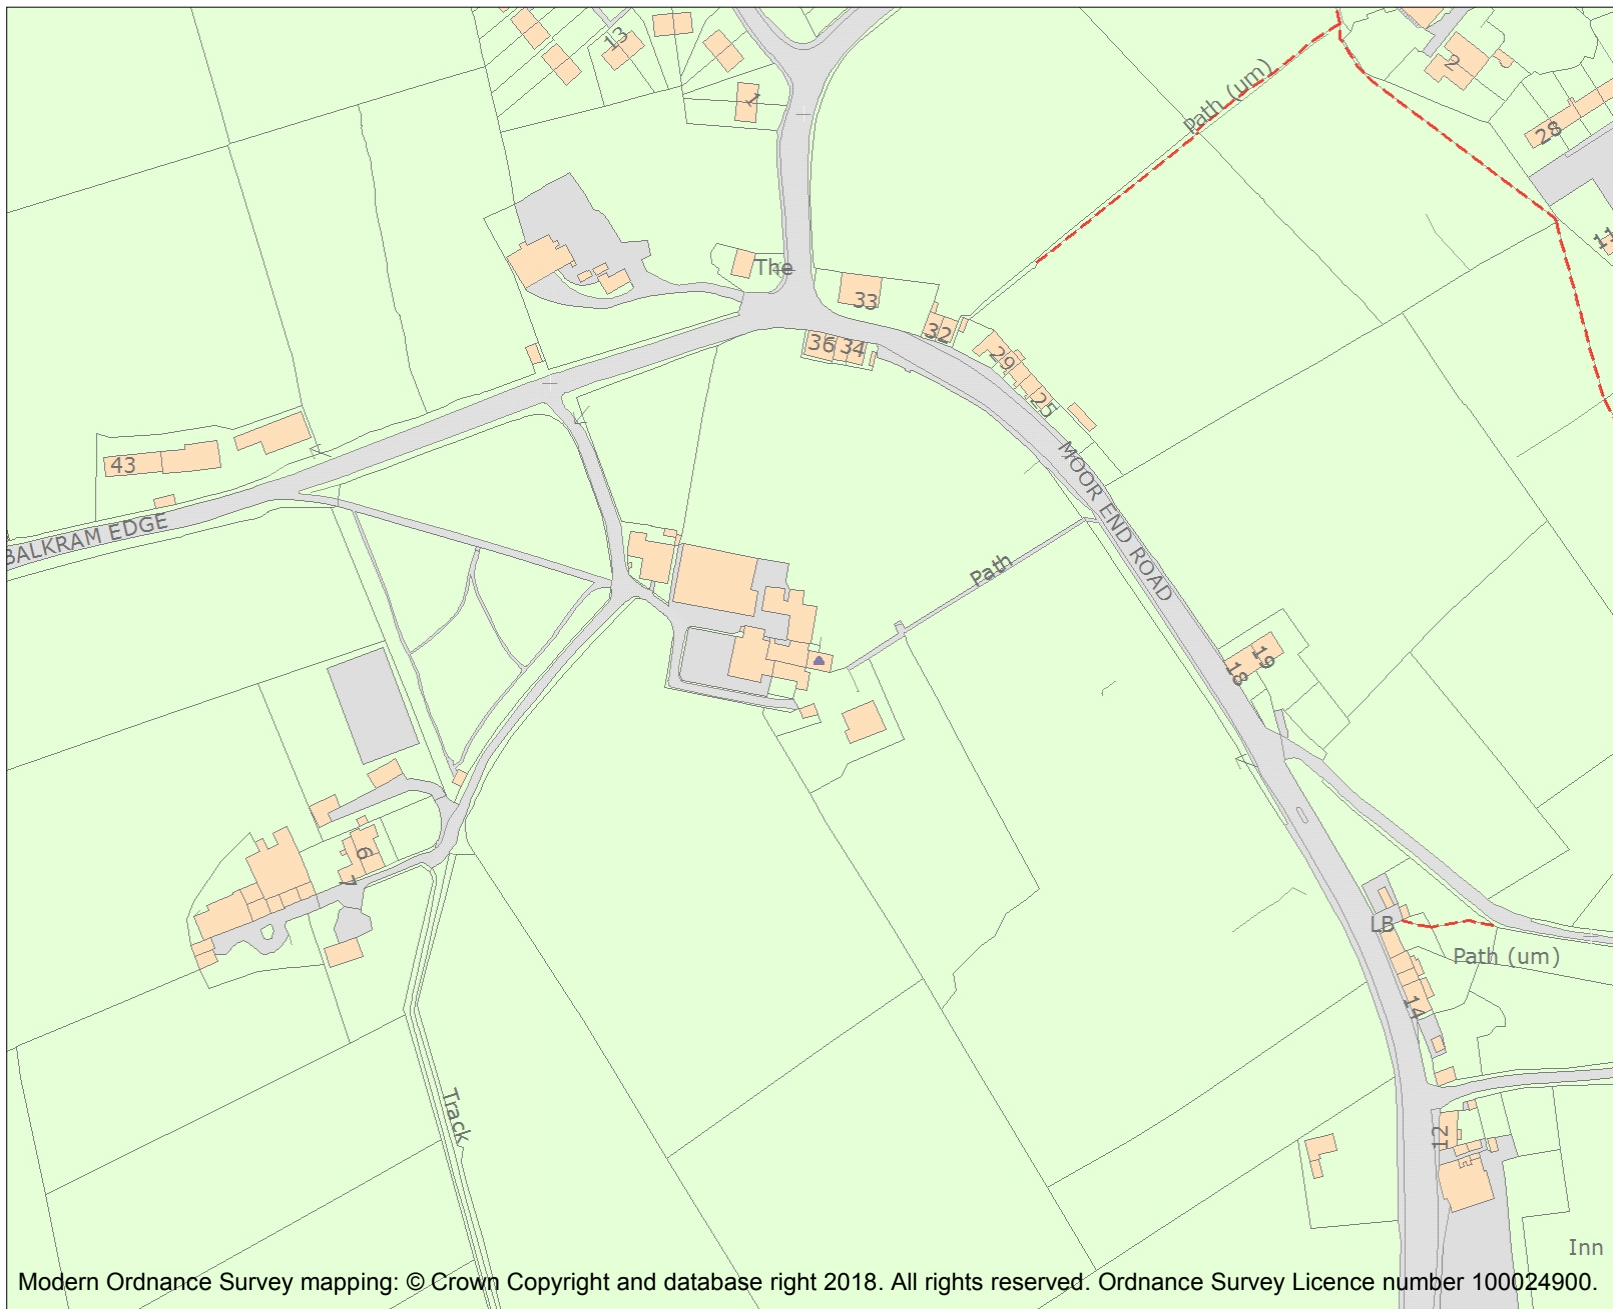 13
2
1
Path (um)
28
11
The
33
32
36 34
29
25
43
MOOR END ROAD
BALKRAM EDGE
Path
19
18
6
7
LB
Path (um)
14
Track
12
Inn
Modern Ordnance Survey mapping: © Crown Copyright and database right 2018. All rights reserved. Ordnance Survey Licence number 100024900.